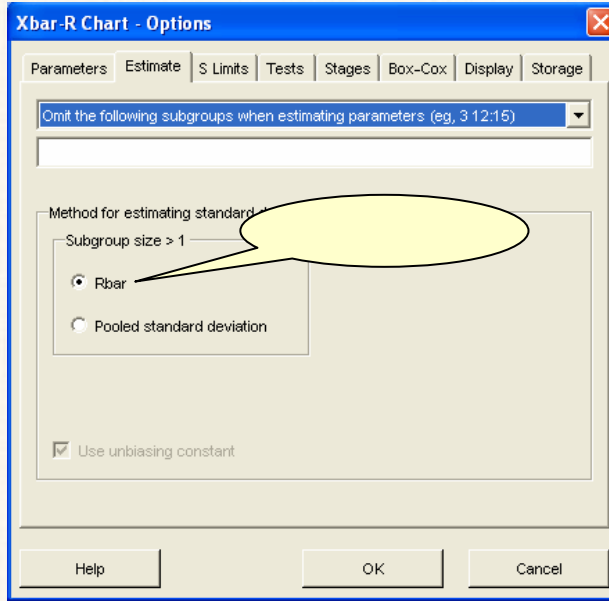 Xbar-R Chart - Options
Parameters Estimate S Limits Tests Stages Box-Cox Display Storage
Omit the following subgroups when estimating parameters (eg, 3 12:15)
Method for estimating standard
Subgroup size > 1
Rbar
Pooled standard deviation
Use unbiasing constant
Help OK Cancel